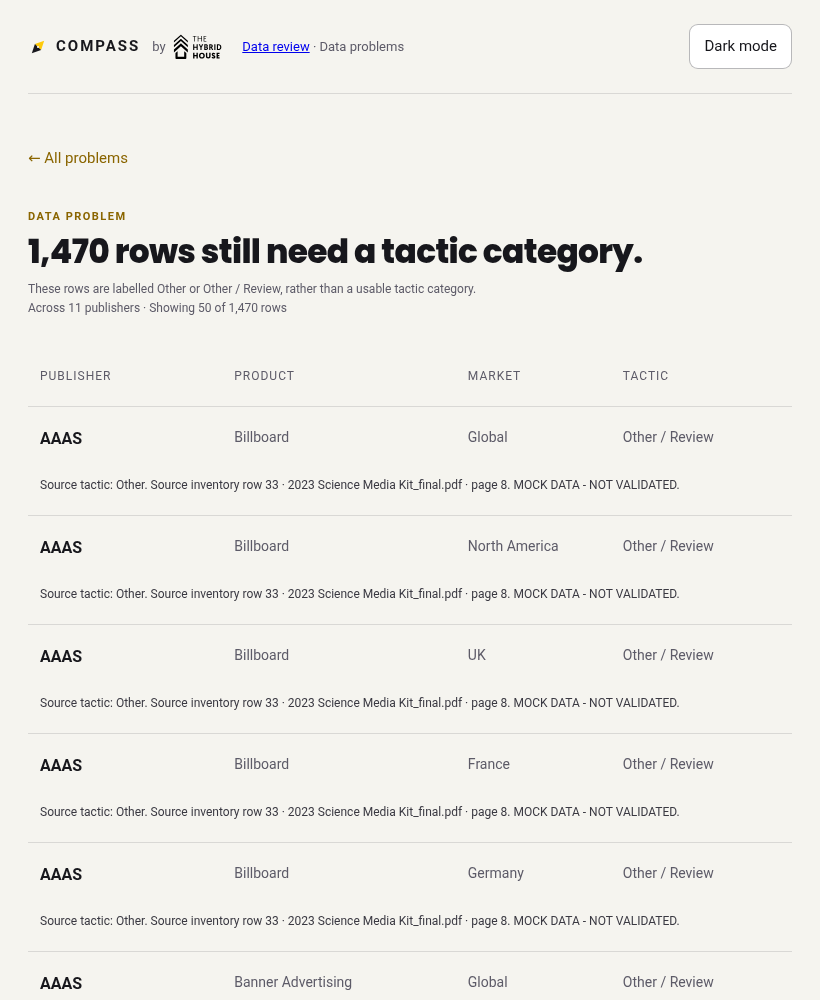 COMPASS by THE HYBRID HOUSE Data review · Data problems Dark mode
← All problems
DATA PROBLEM
1,470 rows still need a tactic category.
These rows are labelled Other or Other / Review, rather than a usable tactic category.
Across 11 publishers · Showing 50 of 1,470 rows
PUBLISHER PRODUCT MARKET TACTIC
AAAS Billboard Global Other / Review
Source tactic: Other. Source inventory row 33 · 2023 Science Media Kit_final.pdf · page 8. MOCK DATA - NOT VALIDATED.
AAAS Billboard North America Other / Review
Source tactic: Other. Source inventory row 33 · 2023 Science Media Kit_final.pdf · page 8. MOCK DATA - NOT VALIDATED.
AAAS Billboard UK Other / Review
Source tactic: Other. Source inventory row 33 · 2023 Science Media Kit_final.pdf · page 8. MOCK DATA - NOT VALIDATED.
AAAS Billboard France Other / Review
Source tactic: Other. Source inventory row 33 · 2023 Science Media Kit_final.pdf · page 8. MOCK DATA - NOT VALIDATED.
AAAS Billboard Germany Other / Review
Source tactic: Other. Source inventory row 33 · 2023 Science Media Kit_final.pdf · page 8. MOCK DATA - NOT VALIDATED.
AAAS Banner Advertising Global Other / Review